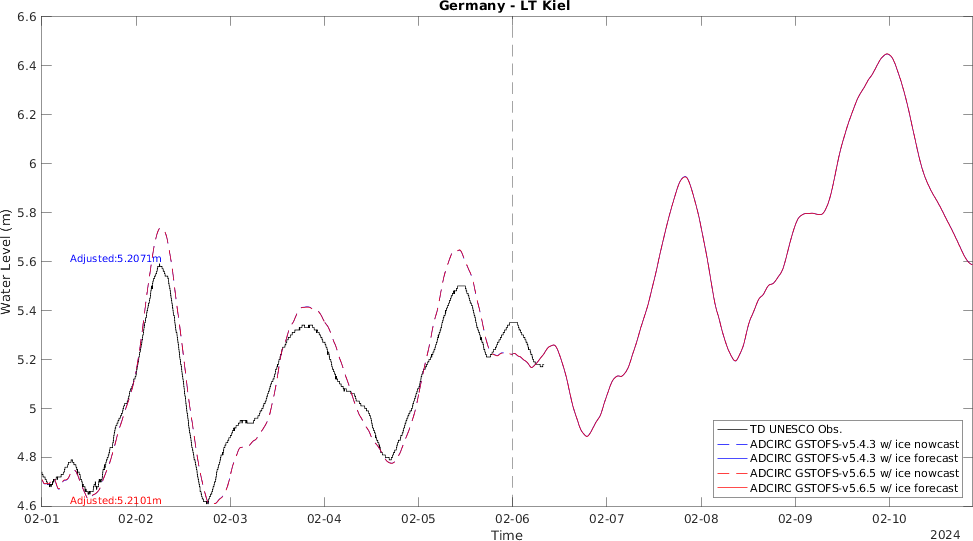 Germany - LT Kiel
Water Level (m)
6.6
6.4
6.2
6
5.8
5.6
5.4
5.2
5
4.8
4.6
Adjusted:5.2071m
Adjusted:5.2101m
TD UNESCO Obs.
ADCIRC GSTOFS-v5.4.3 w/ ice nowcast
ADCIRC GSTOFS-v5.4.3 w/ ice forecast
ADCIRC GSTOFS-v5.6.5 w/ ice nowcast
ADCIRC GSTOFS-v5.6.5 w/ ice forecast
02-01 02-02 02-03 02-04 02-05 02-06 02-07 02-08 02-09 02-10
Time
2024